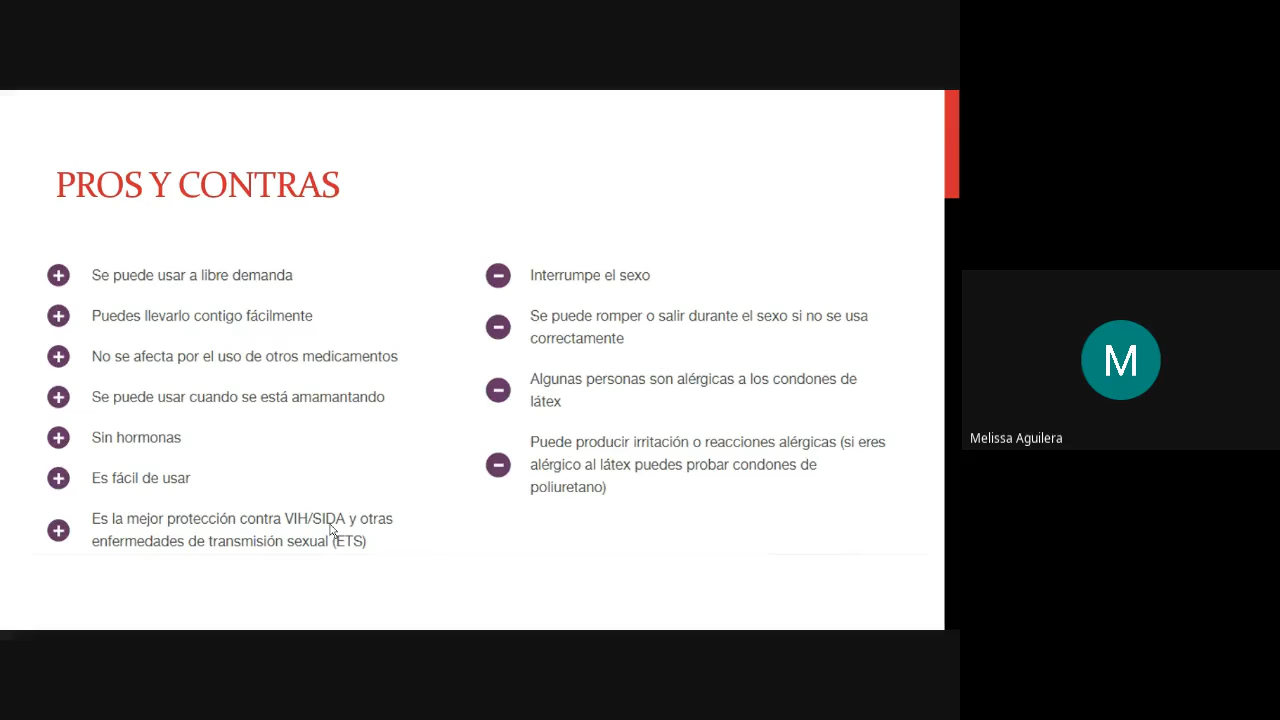 PROS Y CONTRAS
Se puede usar a libre demanda
Puedes llevarlo contigo fácilmente
No se afecta por el uso de otros medicamentos
Se puede usar cuando se está amamantando
Sin hormonas
Es fácil de usar
Es la mejor protección contra VIH/SIDA y otras
enfermedades de transmisión sexual (ETS)
Interrumpe el sexo
Se puede romper o salir durante el sexo si no se usa
correctamente
Algunas personas son alérgicas a los condones de
látex
Puede producir irritación o reacciones alérgicas (si eres
alérgico al látex puedes probar condones de
poliuretano)
M
Melissa Aguilera